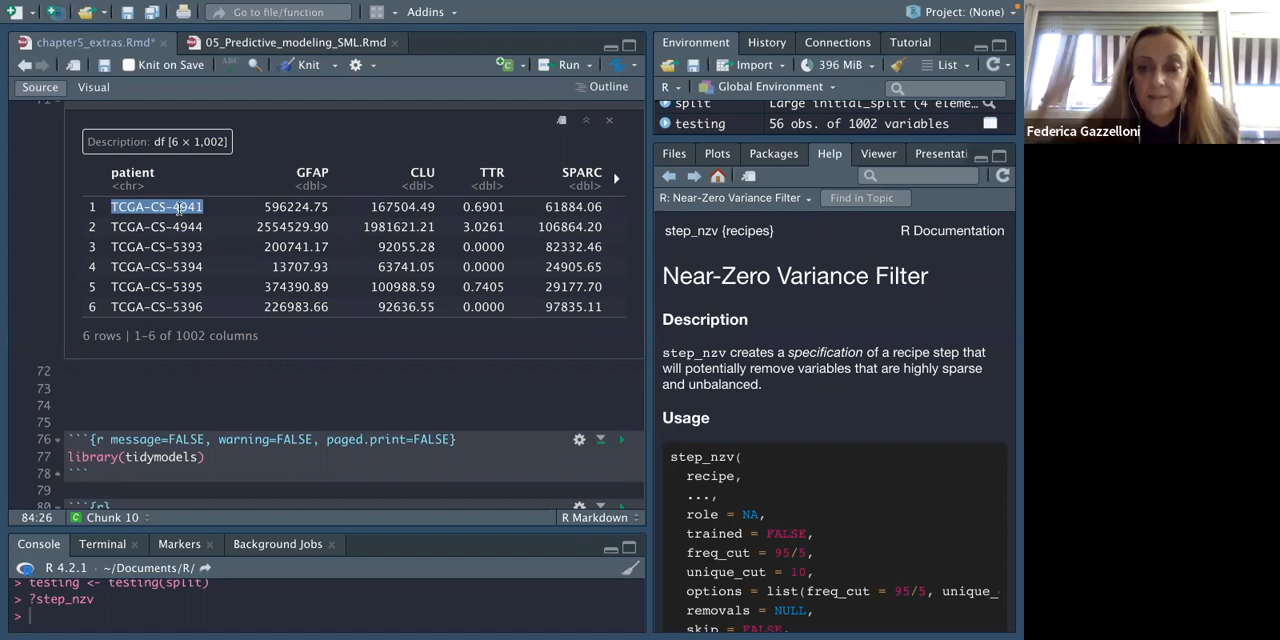 Go to file/function
Addins
Project: (None)
chapter5_extras.Rmd*
05_Predictive_modeling_SML.Rmd
Knit on Save
ABC
Knit
Run
Source
Visual
Outline
71
Description: df [6 × 1,002]
patient GFAP CLU TTR SPARC
<chr> <dbl> <dbl> <dbl> <dbl>
1 TCGA-CS-4941 596224.75 167504.49 0.6901 61884.06
2 TCGA-CS-4944 2554529.90 1981621.21 3.0261 106864.20
3 TCGA-CS-5393 200741.17 92055.28 0.0000 82332.46
4 TCGA-CS-5394 13707.93 63741.05 0.0000 24905.65
5 TCGA-CS-5395 374390.89 100988.59 0.7405 29177.70
6 TCGA-CS-5396 226983.66 92636.55 0.0000 97835.11
6 rows | 1-6 of 1002 columns
72
73
74
75
76 ```{r message=FALSE, warning=FALSE, paged.print=FALSE}
77 library(tidymodels)
78 ```
79
80 ```{r}
84:26 C Chunk 10 R Markdown
Console Terminal Markers Background Jobs
R 4.2.1 · ~/Documents/R/
> testing <- testing(split)
> ?step_nzv
>
Environment History Connections Tutorial
Import 396 MiB List
R Global Environment
split Large initial_split (4 eleme…
testing 56 obs. of 1002 variables
Files Plots Packages Help Viewer Presentati
R: Near-Zero Variance Filter Find in Topic
step_nzv {recipes} R Documentation
Near-Zero Variance Filter
Description
step_nzv creates a specification of a recipe step that
will potentially remove variables that are highly sparse
and unbalanced.
Usage
step_nzv(
recipe,
...,
role = NA,
trained = FALSE,
freq_cut = 95/5,
unique_cut = 10,
options = list(freq_cut = 95/5, unique_
removals = NULL,
skip = FALSE,
Federica Gazzelloni